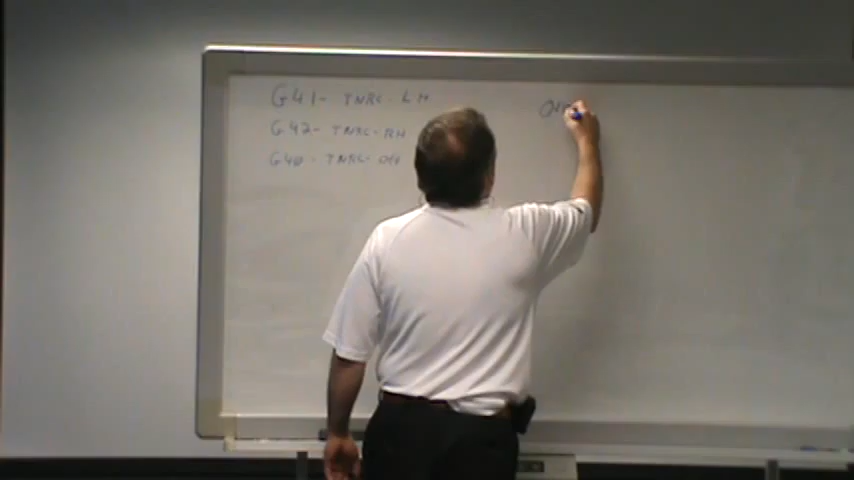 G41- TNRC- LH
G42- TNRC- RH
G40- TNRC- OFF